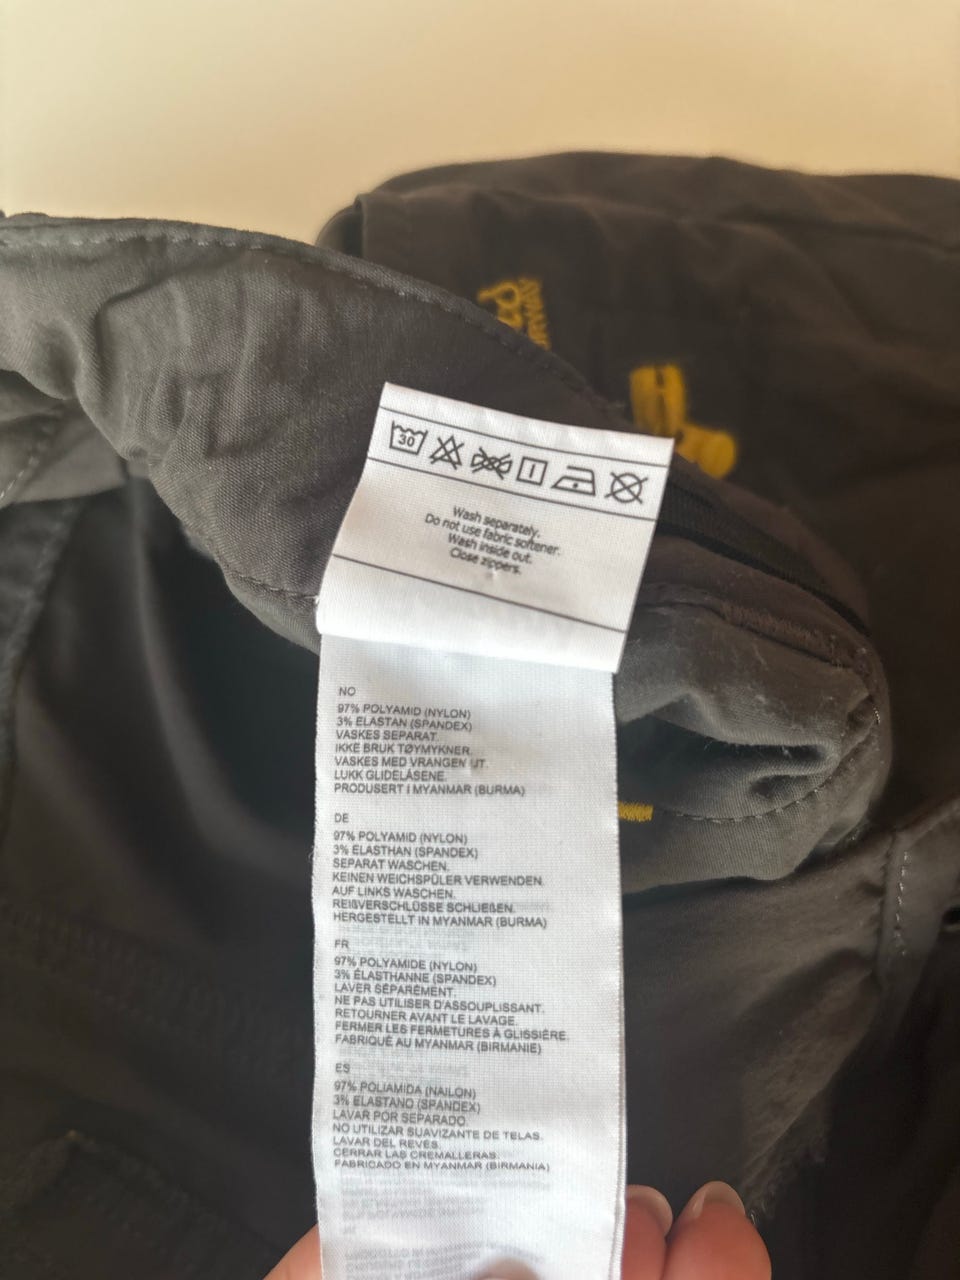 30
Wash separately.
Do not use fabric softener.
Wash inside out.
Close zippers.
NO
97% POLYAMID (NYLON)
3% ELASTAN (SPANDEX)
VASKES SEPARAT.
IKKE BRUK TØYMYKNER.
VASKES MED VRANGEN UT.
LUKK GLIDELÅSENE.
PRODUSERT I MYANMAR (BURMA)
DE
97% POLYAMID (NYLON)
3% ELASTHAN (SPANDEX)
SEPARAT WASCHEN.
KEINEN WEICHSPÜLER VERWENDEN.
AUF LINKS WASCHEN.
REIßVERSCHLÜSSE SCHLIEßEN.
HERGESTELLT IN MYANMAR (BURMA)
FR
97% POLYAMIDE (NYLON)
3% ÉLASTHANNE (SPANDEX)
LAVER SÉPARÉMENT.
NE PAS UTILISER D'ASSOUPLISSANT.
RETOURNER AVANT LE LAVAGE.
FERMER LES FERMETURES À GLISSIÈRE.
FABRIQUÉ AU MYANMAR (BIRMANIE)
ES
97% POLIAMIDA (NAILON)
3% ELASTANO (SPANDEX)
LAVAR POR SEPARADO.
NO UTILIZAR SUAVIZANTE DE TELAS.
LAVAR DEL REVÉS.
CERRAR LAS CREMALLERAS.
FABRICADO EN MYANMAR (BIRMANIA)